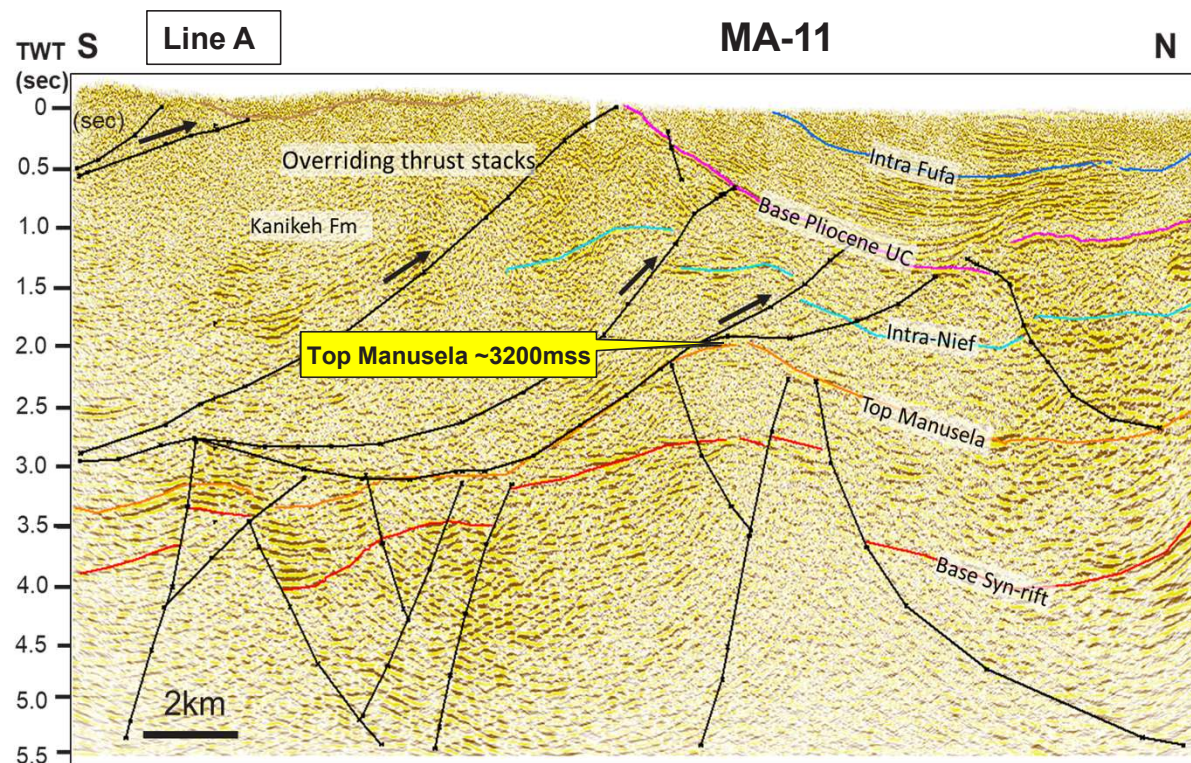 TWT S
(sec)
Line A
MA-11
N
0
(sec)
0.5
1.0
1.5
2.0
2.5
3.0
3.5
4.0
4.5
5.0
5.5
Overriding thrust stacks
Kanikeh Fm
Intra Fufa
Base Pliocene UC
Intra-Nief
Top Manusela ~3200mss
Top Manusela
Base Syn-rift
2km